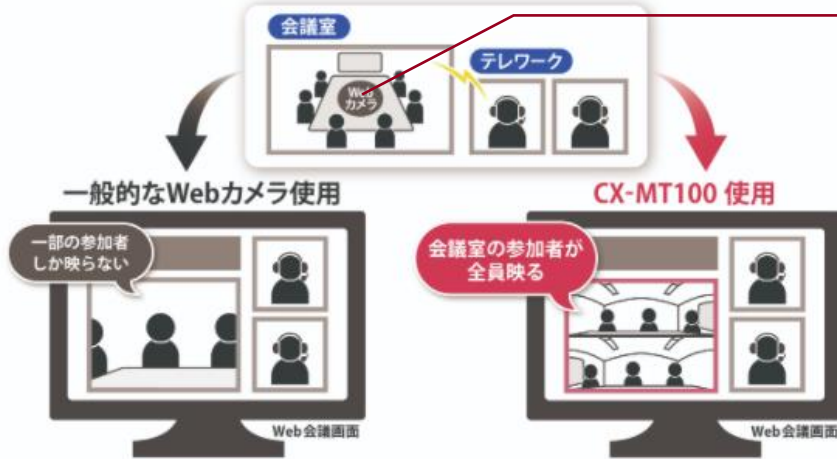 会議室
テレワーク
Web
カメラ
一般的なWebカメラ使用
CX-MT100 使用
一部の参加者
しか映らない
会議室の参加者が
全員映る
Web会議画面
Web会議画面